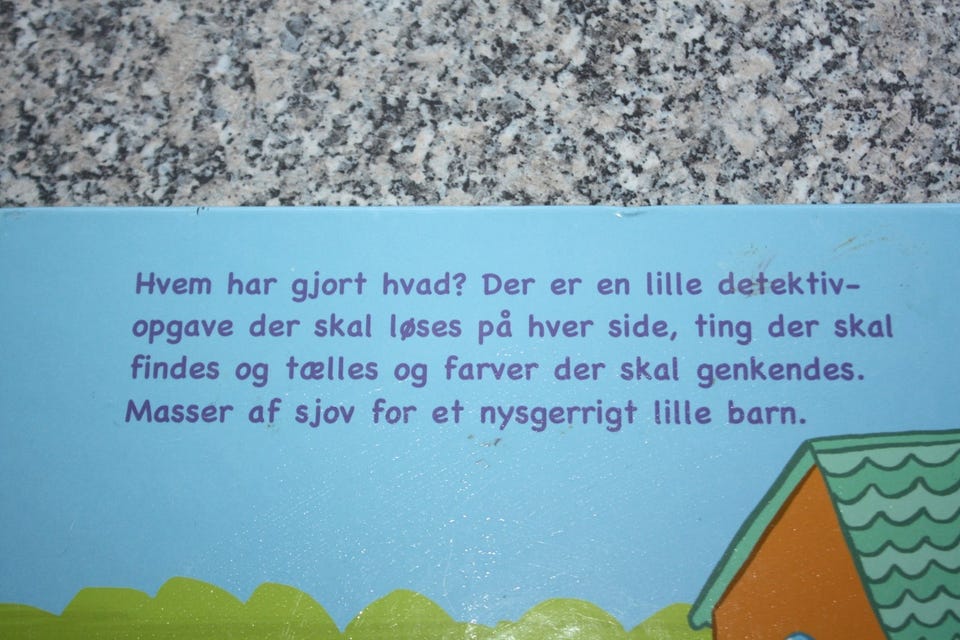 Hvem har gjort hvad? Der er en lille detektiv-
opgave der skal løses på hver side, ting der skal
findes og tælles og farver der skal genkendes.
Masser af sjov for et nysgerrigt lille barn.